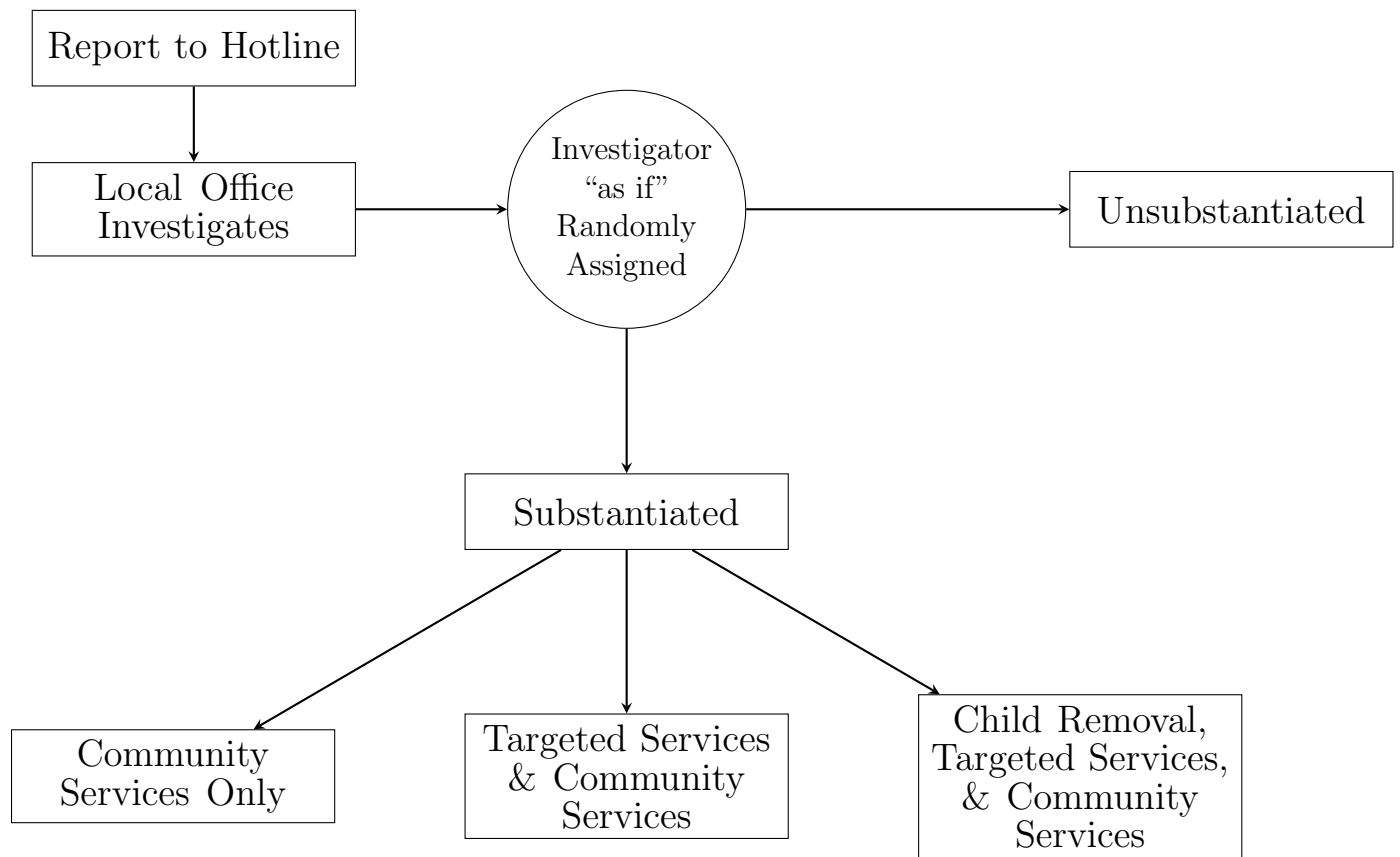 Report to Hotline
Local Office
Investigates
Investigator
“as if”
Randomly
Assigned
Unsubstantiated
Substantiated
Community
Services Only
Targeted Services
& Community
Services
Child Removal,
Targeted Services,
& Community
Services